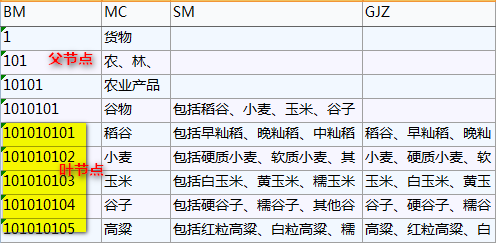 BM MC SM GJZ
1 货物
101 父节点 农、林、
10101 农业产品
1010101 谷物 包括稻谷、小麦、玉米、谷子
101010101 稻谷 包括早籼稻、晚籼稻、中籼稻 稻谷、早籼稻、晚籼
101010102 小麦 包括硬质小麦、软质小麦、其 小麦、硬质小麦、软
叶节点
101010103 玉米 包括白玉米、黄玉米、糯玉米 玉米、白玉米、黄玉
101010104 谷子 包括硬谷子、糯谷子、其他谷 谷子、硬谷子、糯谷
101010105 高粱 包括红粒高粱、白粒高粱、糯 高粱、红粒高粱、白